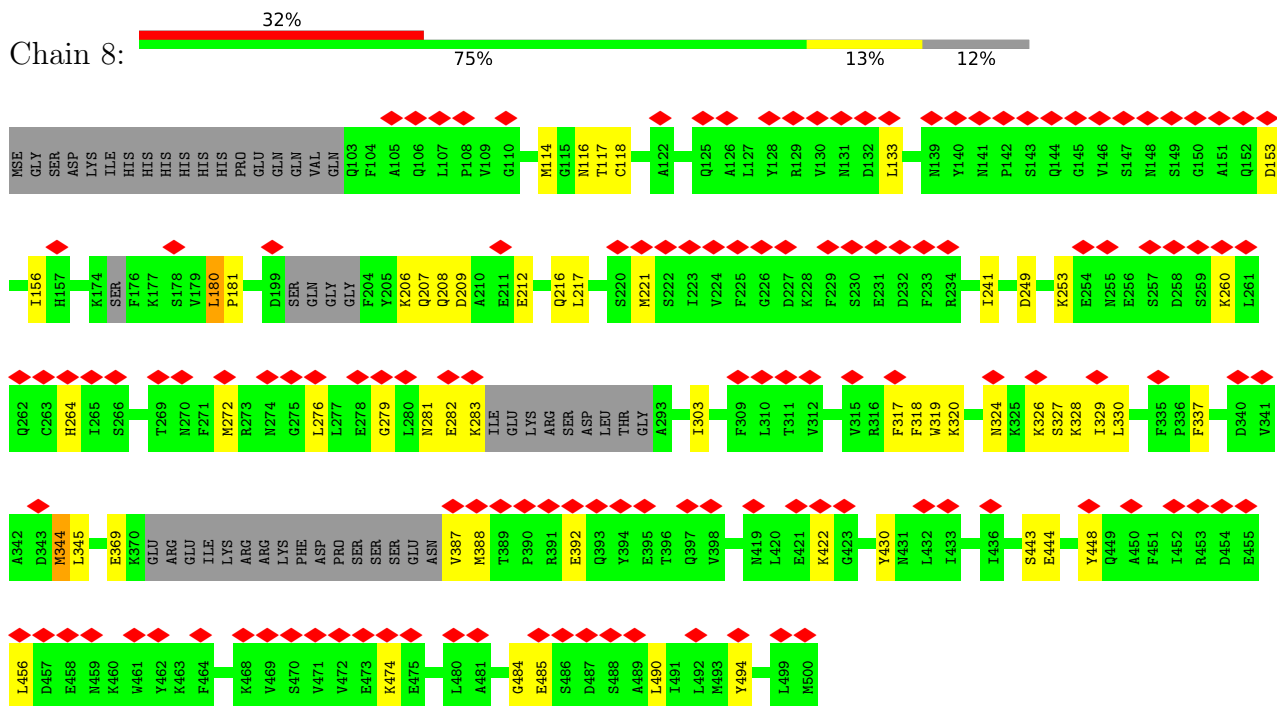 32%
Chain 8:
75% 13% 12%
MSE GLY SER ASP LYS ILE HIS HIS HIS HIS HIS HIS PRO GLU GLN GLN VAL GLN Q103 F104 A105 Q106 L107 P108 V109 G110 M114 G115 N116 T117 C118 A122 Q125 A126 L127 Y128 R129 V130 N131 D132 L133 N139 Y140 N141 P142 S143 Q144 G145 V146 S147 N148 S149 G150 A151 Q152 D153
I156 H157 K174 SER F176 K177 S178 V179 L180 P181 D199 SER GLN GLY GLY F204 Y205 K206 Q207 Q208 D209 A210 E211 E212 Q216 L217 S220 M221 S222 I223 V224 F225 G226 D227 K228 F229 S230 E231 D232 F233 R234 I241 D249 K253 E254 N255 E256 S257 D258 S259 K260 L261
Q262 C263 H264 I265 S266 T269 N270 F271 M272 R273 N274 G275 L276 L277 E278 G279 L280 N281 E282 K283 ILE GLU LYS ARG SER ASP LEU THR GLY A293 I303 F309 L310 T311 V312 V315 R316 F317 F318 W319 K320 N324 K325 K326 S327 K328 I329 L330 F335 P336 F337 D340 V341
A342 D343 M344 L345 E369 K370 GLU ARG GLU ILE LYS ARG ARG LYS PHE ASP PRO SER SER SER GLU ASN V387 M388 T389 P390 R391 E392 Q393 Y394 E395 T396 Q397 V398 N419 L420 E421 K422 G423 Y430 N431 L432 I433 I436 S443 E444 Y448 Q449 A450 F451 I452 R453 D454 E455
L456 D457 E458 N459 K460 W461 Y462 K463 F464 K468 V469 S470 V471 V472 E473 K474 E475 L480 A481 G484 E485 S486 D487 S488 A489 L490 I491 L492 M493 Y494 L499 M500